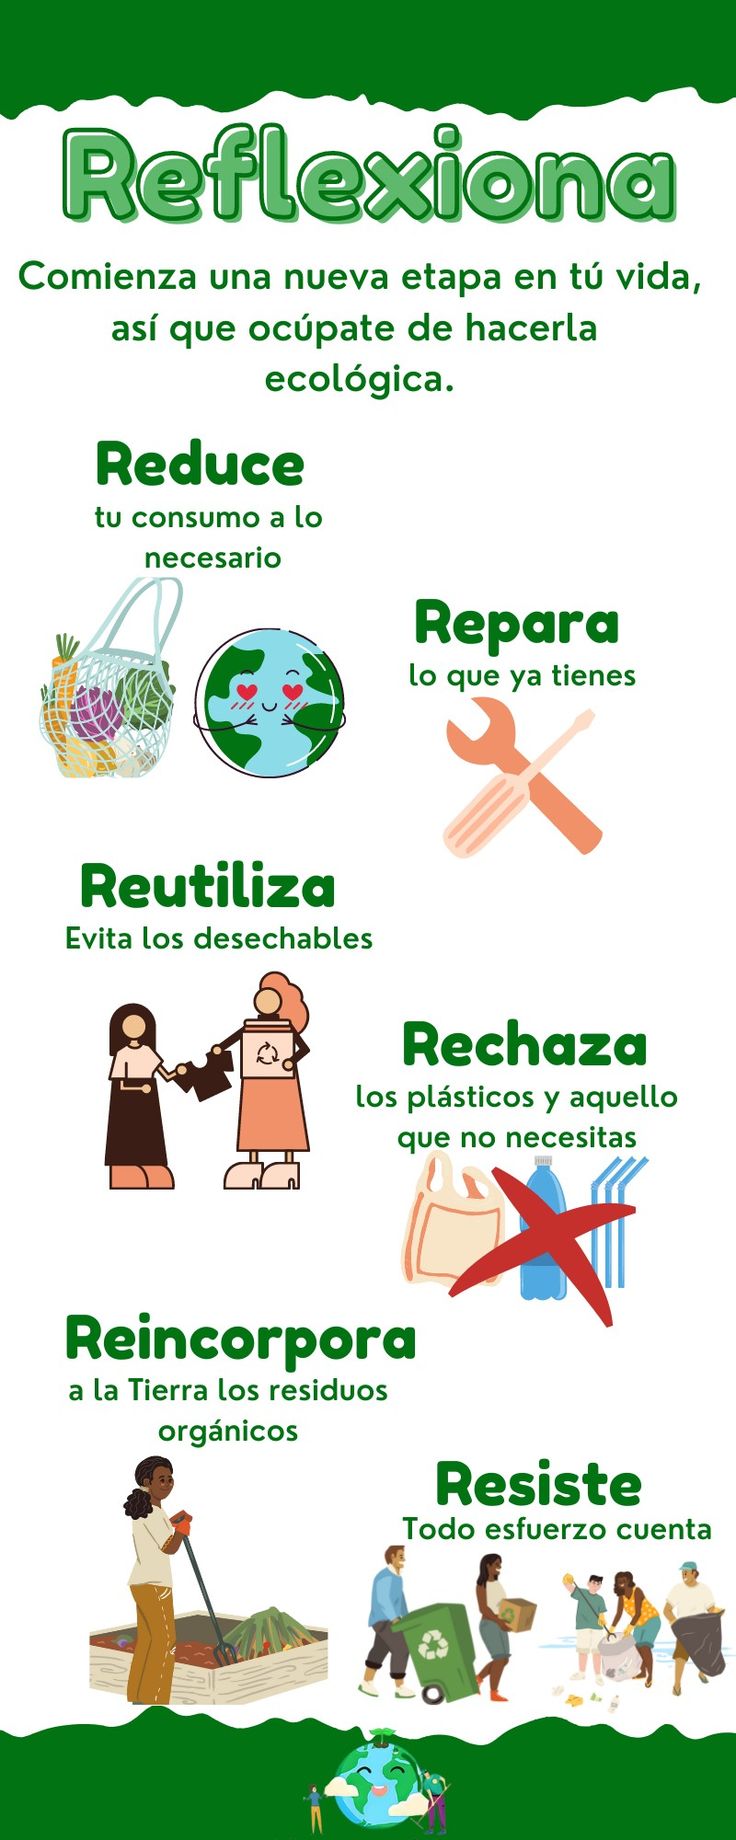 Reflexiona
Comienza una nueva etapa en tú vida,
así que ocúpate de hacerla
ecológica.
Reduce
tu consumo a lo
necesario
Repara
lo que ya tienes
Reutiliza
Evita los desechables
Rechaza
los plásticos y aquello
que no necesitas
Reincorpora
a la Tierra los residuos
orgánicos
Resiste
Todo esfuerzo cuenta